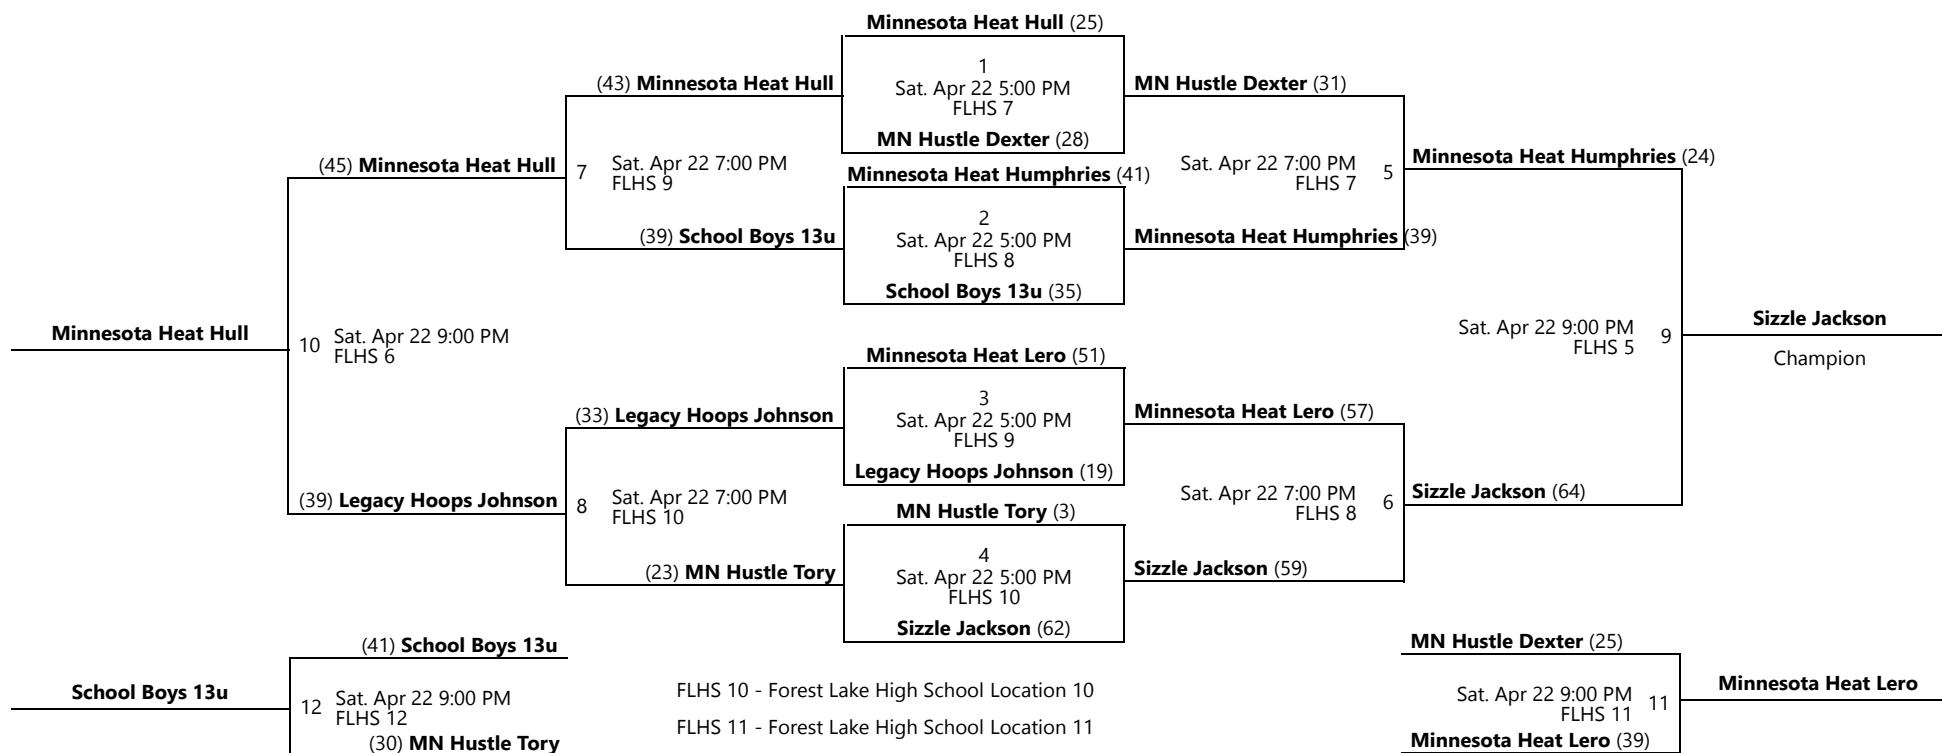 Minnesota Heat Hull (25)
1
(43) Minnesota Heat Hull
Sat. Apr 22 5:00 PM
MN Hustle Dexter (31)
FLHS 7
MN Hustle Dexter (28)
(45) Minnesota Heat Hull
7
Sat. Apr 22 7:00 PM
FLHS 9
Minnesota Heat Humphries (41)
Sat. Apr 22 7:00 PM
FLHS 7
5
Minnesota Heat Humphries (24)
2
(39) School Boys 13u
Sat. Apr 22 5:00 PM
Minnesota Heat Humphries (39)
FLHS 8
School Boys 13u (35)
Minnesota Heat Hull
10
Sat. Apr 22 9:00 PM
FLHS 6
Sat. Apr 22 9:00 PM
FLHS 5
9
Sizzle Jackson
Champion
Minnesota Heat Lero (51)
3
(33) Legacy Hoops Johnson
Sat. Apr 22 5:00 PM
Minnesota Heat Lero (57)
FLHS 9
Legacy Hoops Johnson (19)
(39) Legacy Hoops Johnson
8
Sat. Apr 22 7:00 PM
FLHS 10
MN Hustle Tory (3)
Sat. Apr 22 7:00 PM
FLHS 8
6
Sizzle Jackson (64)
4
(23) MN Hustle Tory
Sat. Apr 22 5:00 PM
Sizzle Jackson (59)
FLHS 10
Sizzle Jackson (62)
(41) School Boys 13u
MN Hustle Dexter (25)
School Boys 13u
12
Sat. Apr 22 9:00 PM
FLHS 12
(30) MN Hustle Tory
FLHS 10 - Forest Lake High School Location 10
FLHS 11 - Forest Lake High School Location 11
Sat. Apr 22 9:00 PM
FLHS 11
11
Minnesota Heat Lero
Minnesota Heat Lero (39)